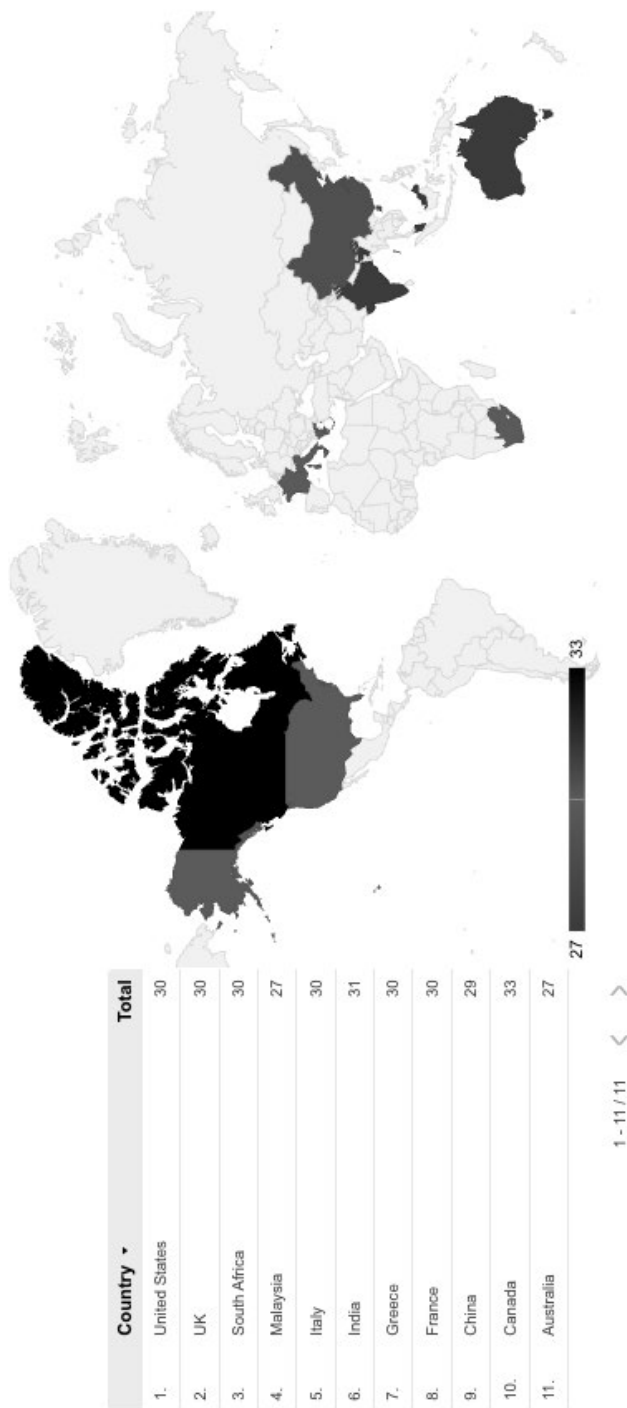 Country ▾ Total
1. United States 30
2. UK 30
3. South Africa 30
4. Malaysia 27
5. Italy 30
6. India 31
7. Greece 30
8. France 30
9. China 29
10. Canada 33
11. Australia 27
1 - 11 / 11 < >
27 33